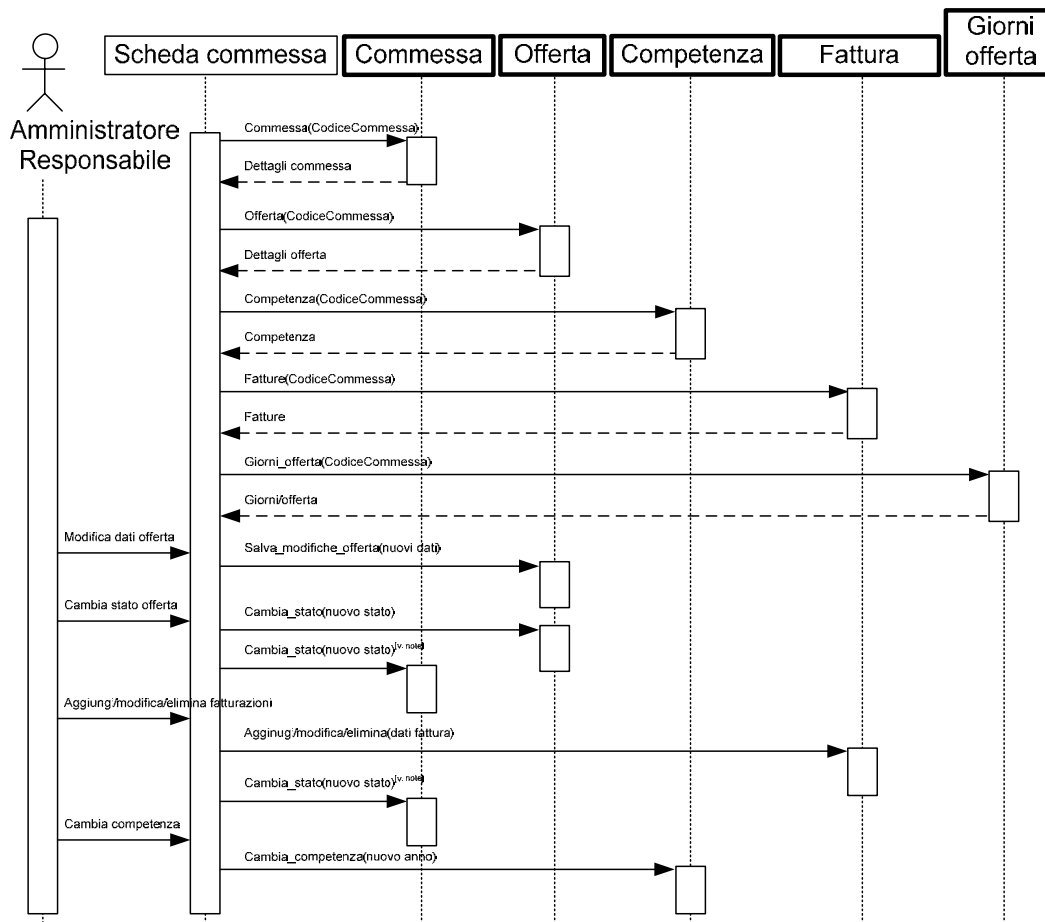 Giorni
offerta
Scheda commessa
Commessa
Offerta
Competenza
Fattura
Amministratore
Responsabile
Commessa(CodiceCommessa)
Dettagli commessa
Offerta(CodiceCommessa)
Dettagli offerta
Competenza(CodiceCommessa)
Competenza
Fatture(CodiceCommessa)
Fatture
Giorni_offerta(CodiceCommessa)
Giorni/offerta
Modifica dati offerta
Salva_modifiche_offerta(nuovi dati)
Cambia stato offerta
Cambia_stato(nuovo stato)
Cambia_stato(nuovo stato)[v. note]
Aggiungi/modifica/elimina fatturazioni
Agginugi/modifica/elimina(dati fattura)
Cambia_stato(nuovo stato)[v. note]
Cambia competenza
Cambia_competenza(nuovo anno)